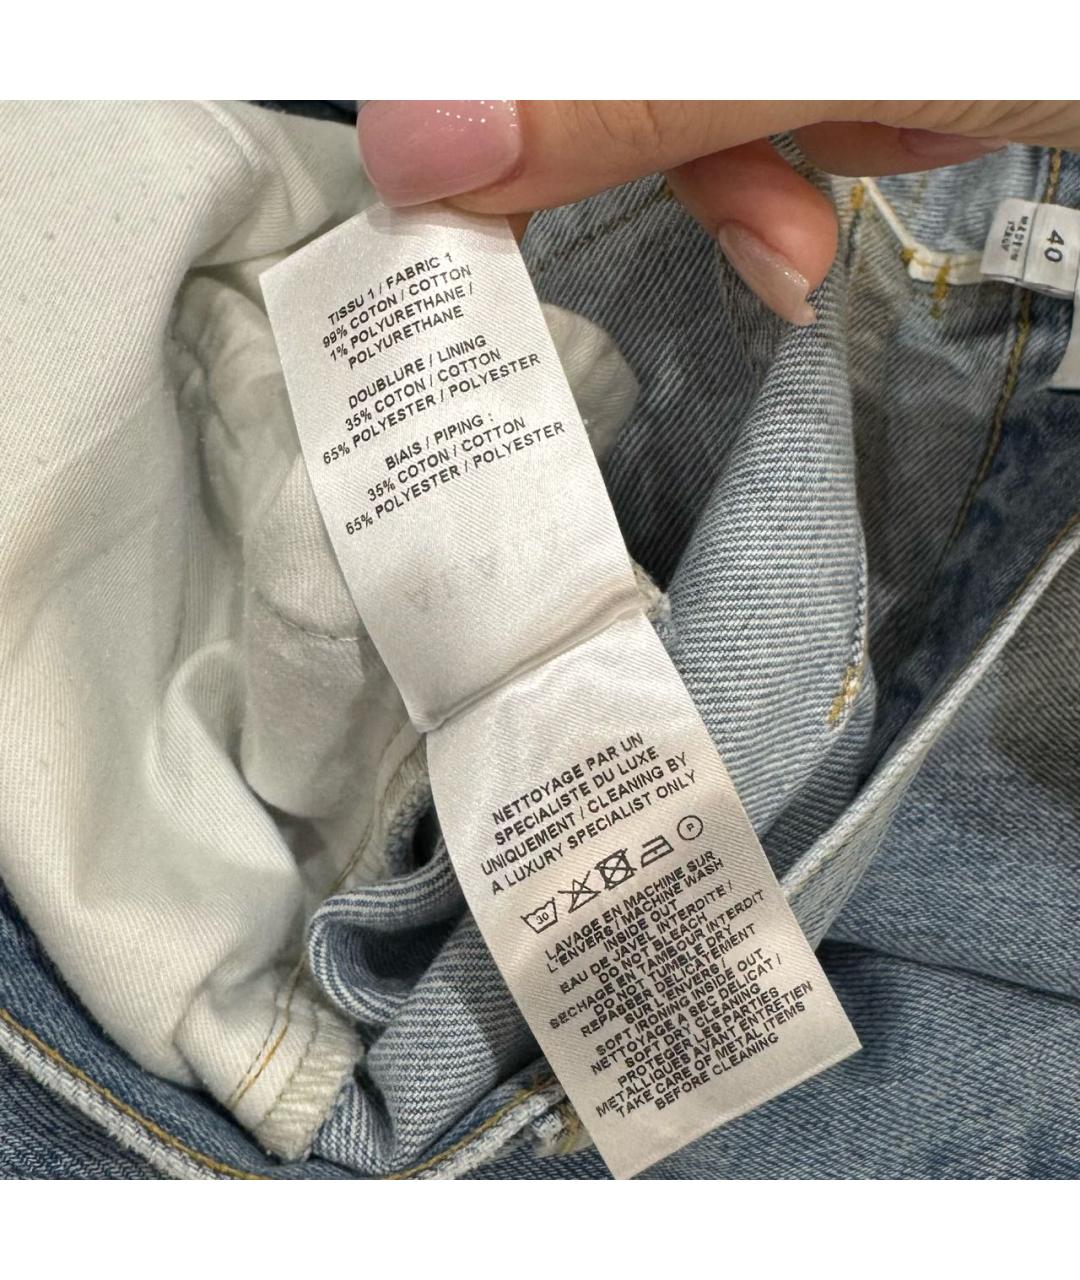 TISSU 1 / FABRIC 1
99% COTON / COTTON
1% POLYURETHANE /
POLYURETHANE
DOUBLURE / LINING
35% COTON / COTTON
65% POLYESTER / POLYESTER
BIAIS / PIPING :
35% COTON / COTTON
65% POLYESTER / POLYESTER
NETTOYAGE PAR UN
SPECIALISTE DU LUXE
UNIQUEMENT / CLEANING BY
A LUXURY SPECIALIST ONLY
30
P
LAVAGE EN MACHINE SUR
L'ENVERS / MACHINE WASH
INSIDE OUT
EAU DE JAVEL INTERDITE /
DO NOT BLEACH
SECHAGE EN TAMBOUR INTERDIT
DO NOT TUMBLE DRY
REPASSER DELICATEMENT
SUR L'ENVERS /
SOFT IRONING INSIDE OUT
NETTOYAGE A SEC DELICAT /
SOFT DRY CLEANING
PROTEGER LES PARTIES
METALLIQUES AVANT ENTRETIEN
TAKE CARE OF METAL ITEMS
BEFORE CLEANING
40
MADE IN
ITALY